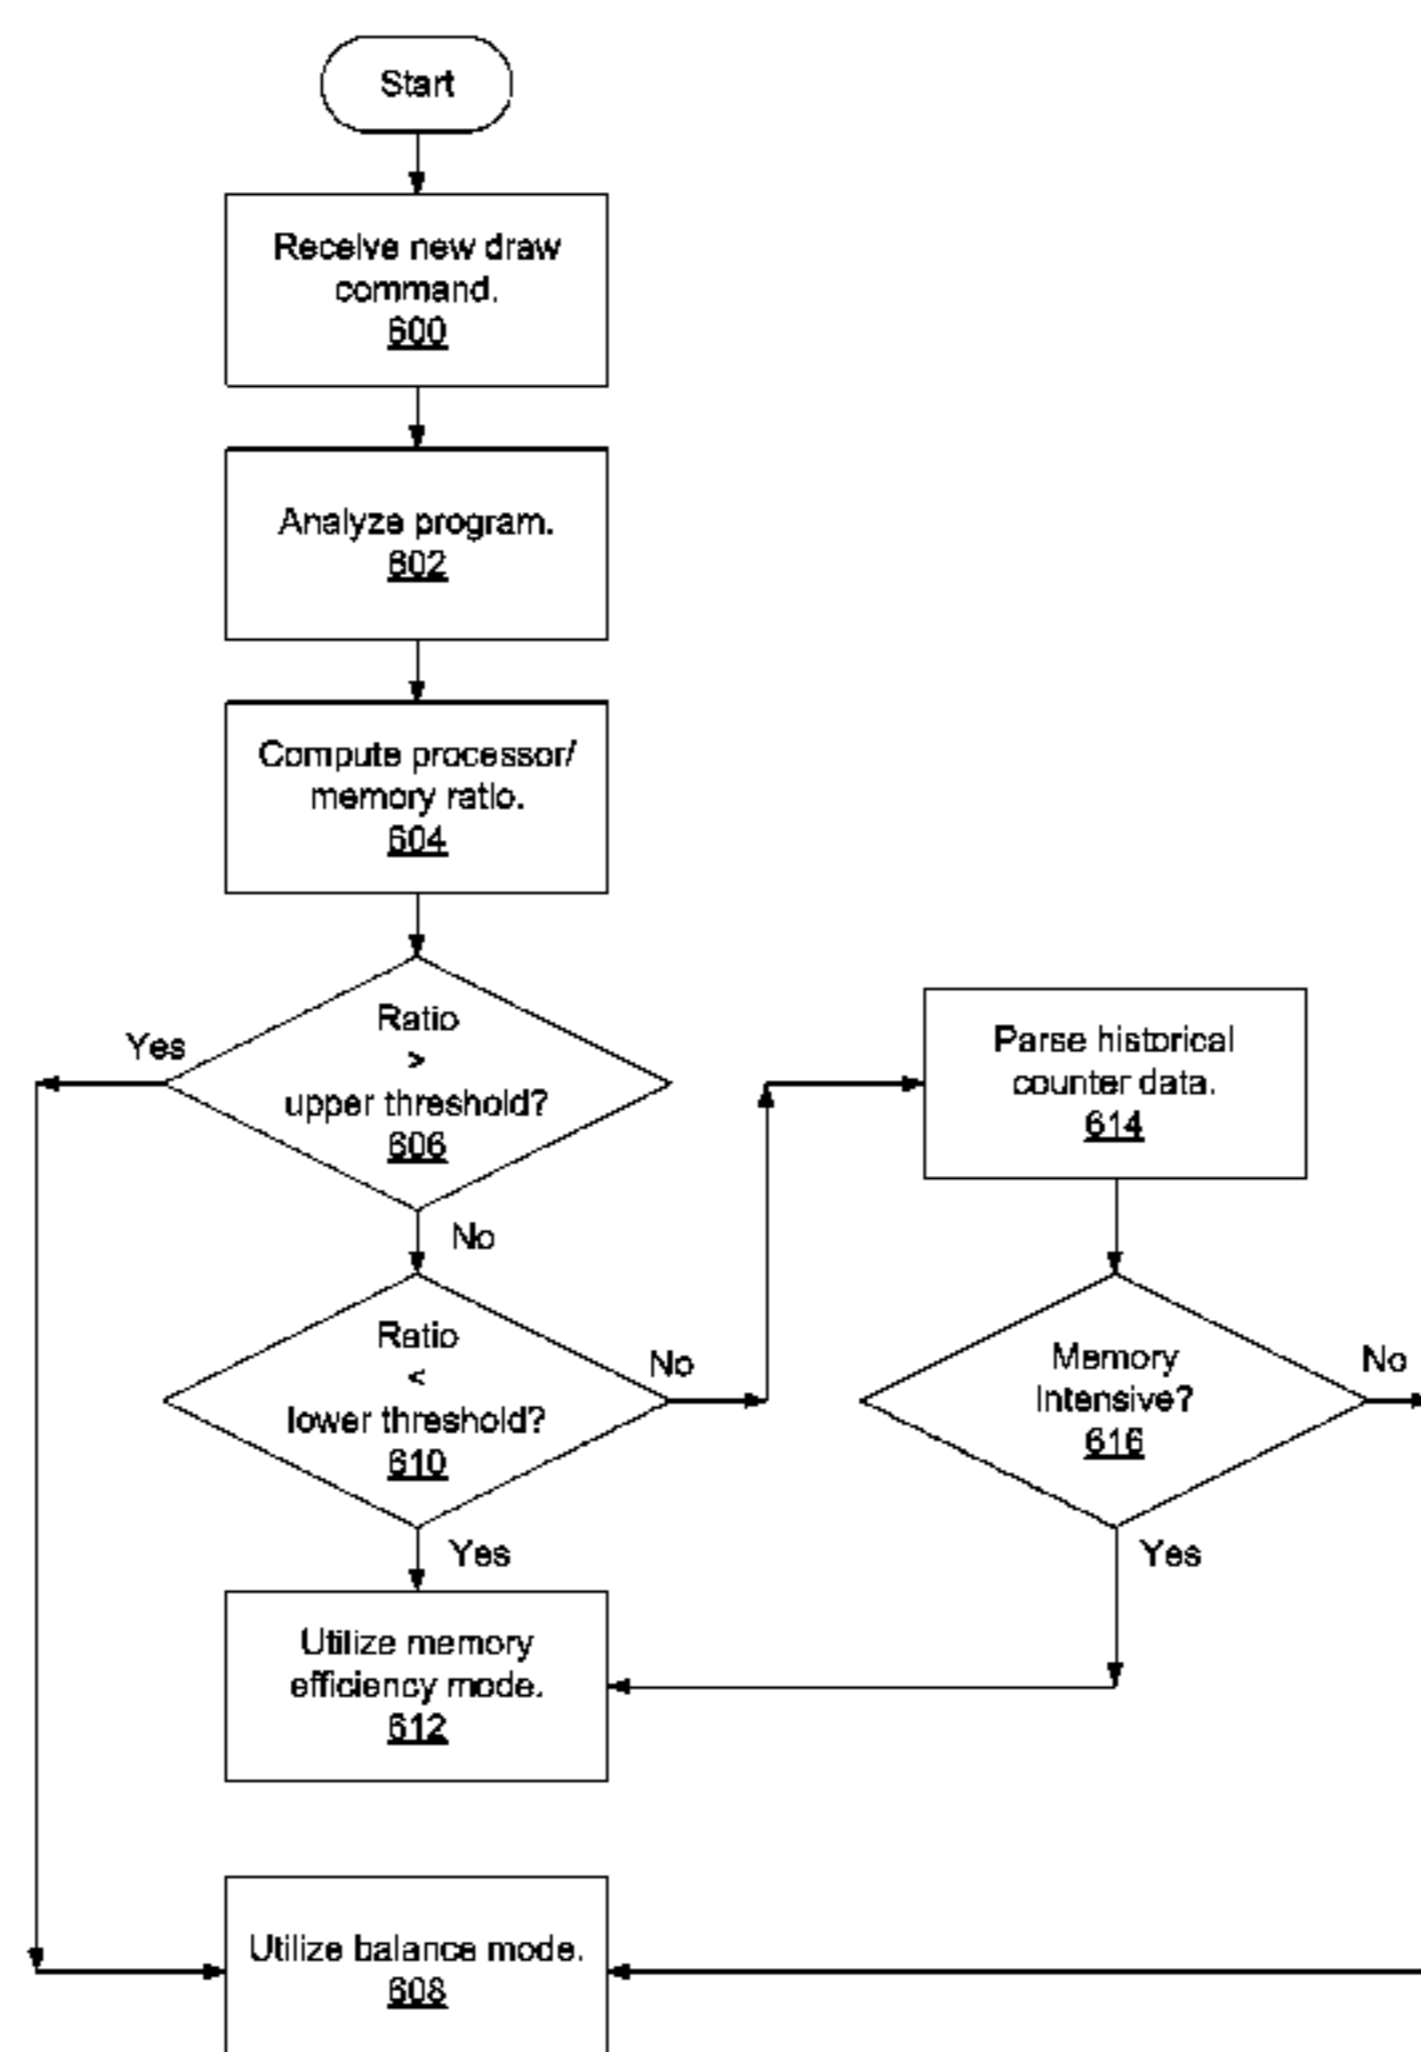 Start
Receive new draw
command.
600
Analyze program.
602
Compute processor/
memory ratio.
604
Ratio
>
upper threshold?
606
Yes
No
Ratio
<
lower threshold?
610
No
Yes
Parse historical
counter data.
614
Memory
Intensive?
616
No
Yes
Utilize memory
efficiency mode.
612
Utilize balance mode.
608